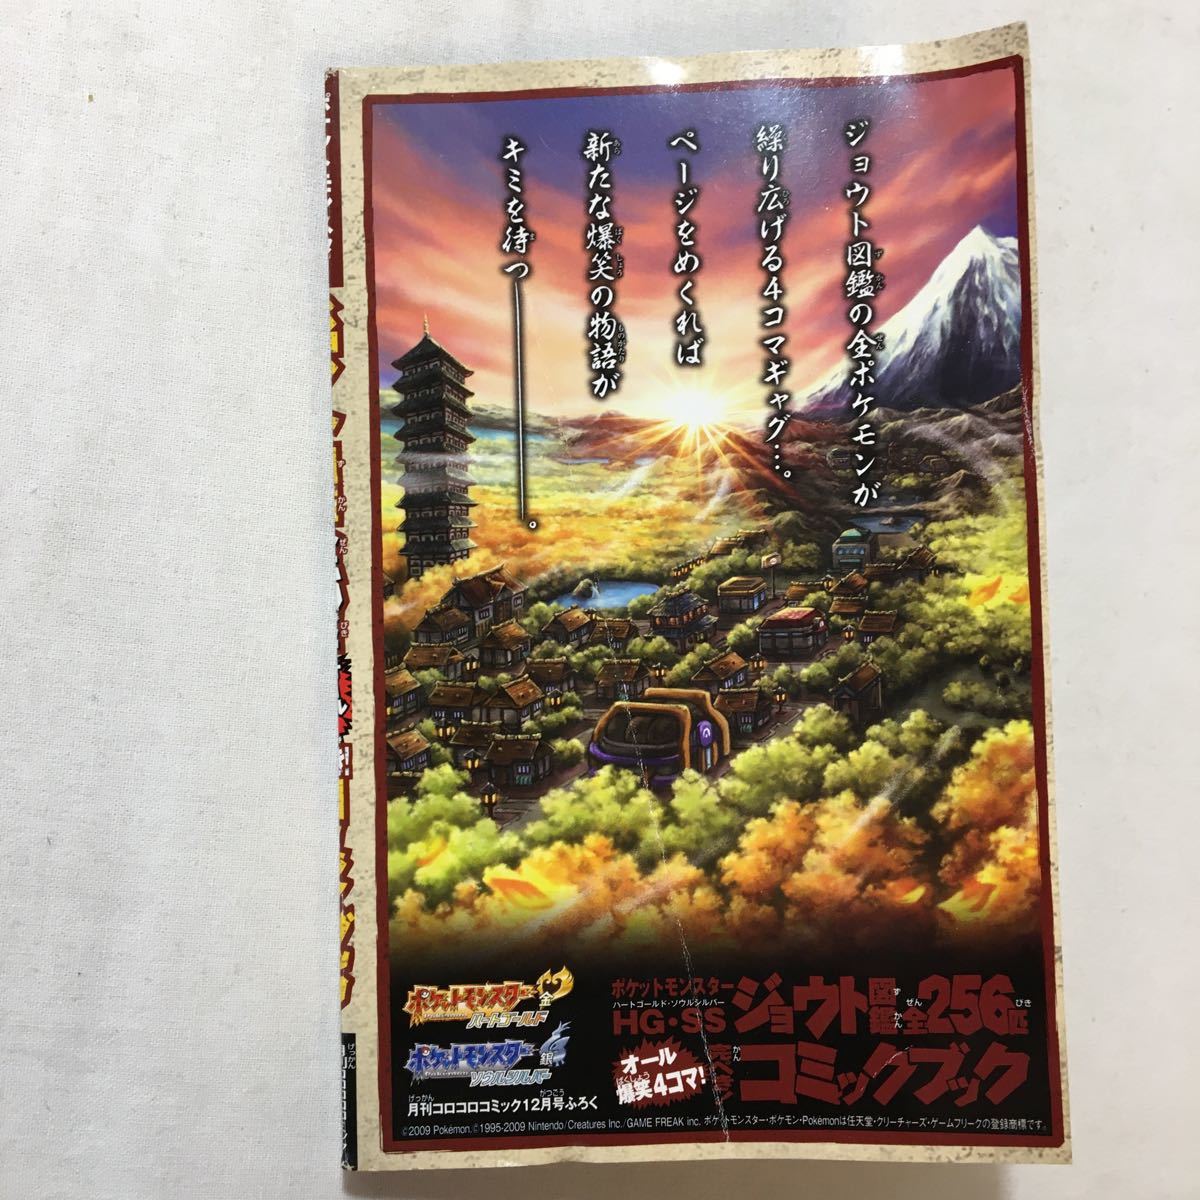 ジョウト図鑑の全ポケモンが
繰り広げる4コマギャグ…。
ページをめくれば
新たな爆笑の物語が
キミを待つ――――。
ポケットモンスター金
ハートゴールド
ポケットモンスター銀
ソウルシルバー
月刊コロコロコミック12月号ふろく
ポケットモンスター
ハートゴールド・ソウルシルバー
HG・SS ジョウト図鑑全256匹
オール爆笑4コマ!
コミックブック
©2009 Pokémon. ©1995-2009 Nintendo/Creatures Inc./GAME FREAK inc. ポケットモンスター・ポケモン・Pokémonは任天堂・クリーチャーズ・ゲームフリークの登録商標です。